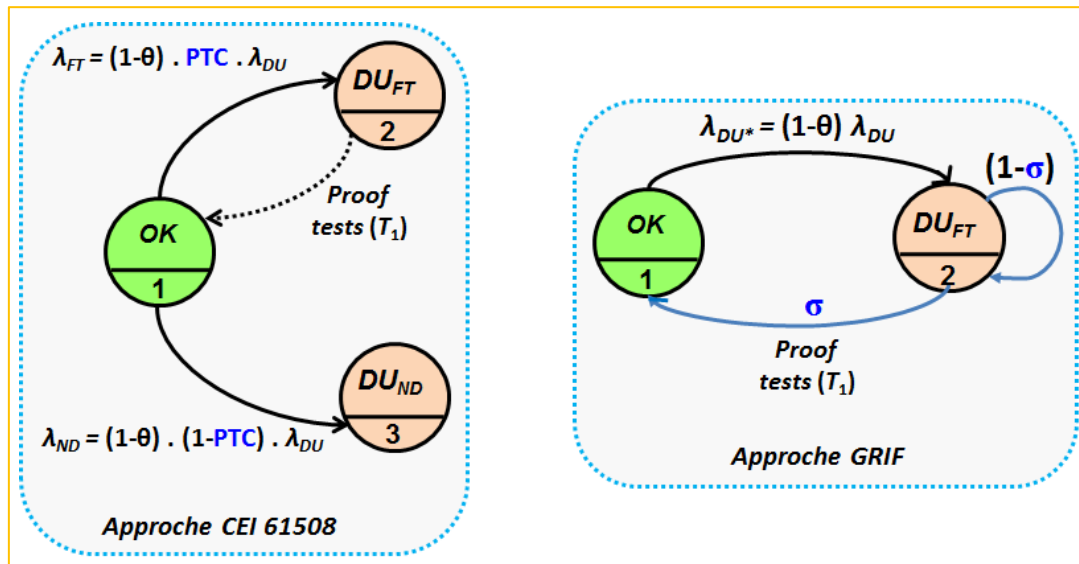 λFT = (1-θ) . PTC . λDU
DUFT
2
Proof
tests (T1)
OK
1
DUND
3
λND = (1-θ) . (1-PTC) . λDU
Approche CEI 61508
λDU* = (1-θ) λDU
(1-σ)
OK
1
DUFT
2
σ
Proof
tests (T1)
Approche GRIF